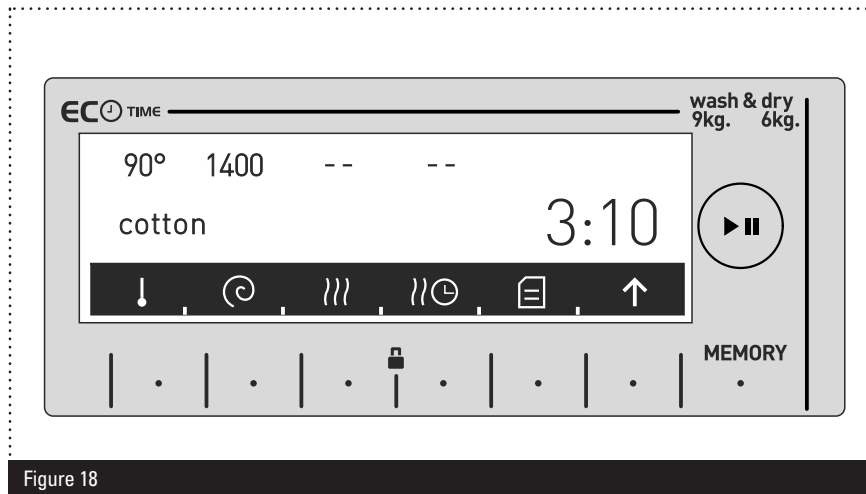 ECO TIME
wash & dry
9kg. 6kg.
90° 1400 -- --
cotton
3:10
MEMORY
Figure 18